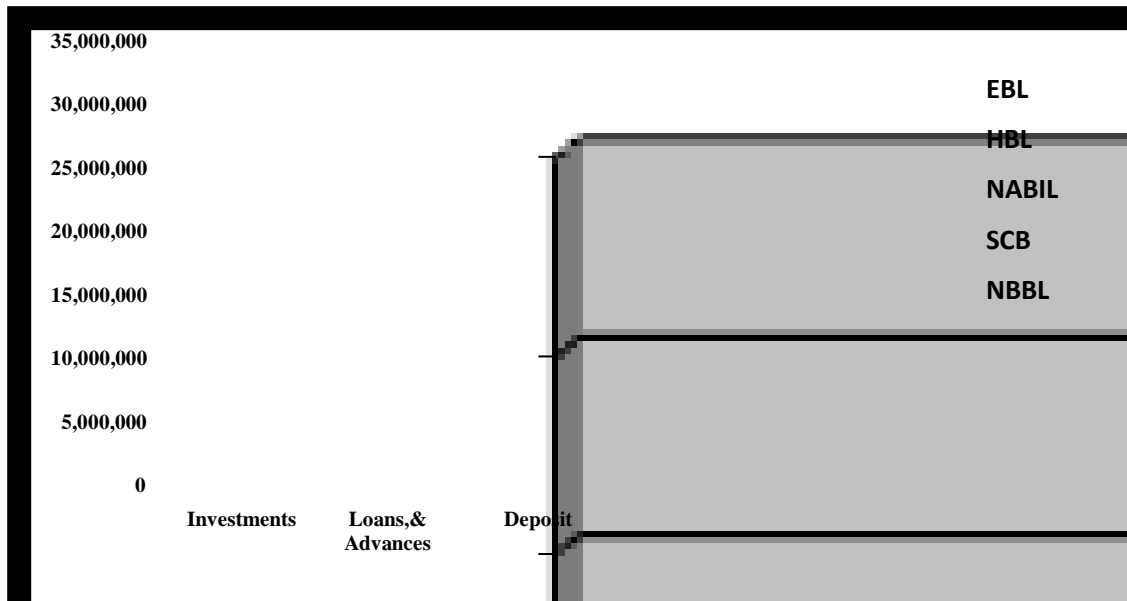 35,000,000
30,000,000
25,000,000
20,000,000
15,000,000
10,000,000
5,000,000
0
Investments
Loans,&
Advances
Deposit
EBL
HBL
NABIL
SCB
NBBL